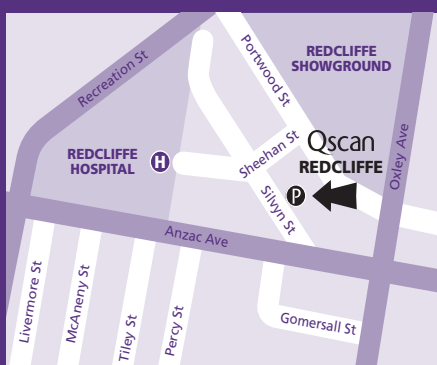 Recreation St
Portwood St
REDCLIFFE
SHOWGROUND
Oxley Ave
REDCLIFFE
HOSPITAL
H
Sheehan St
Qscan
REDCLIFFE
P
Silvyn St
Anzac Ave
Livermore St
McAneny St
Tiley St
Percy St
Gomersall St